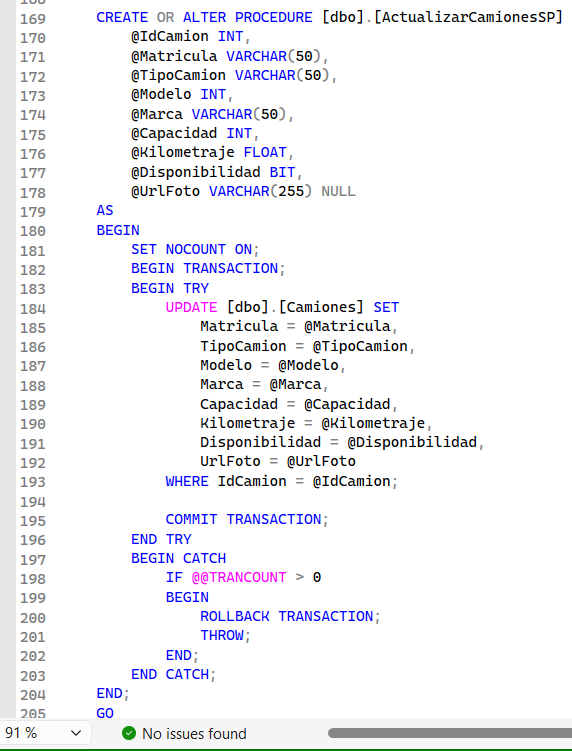 169 CREATE OR ALTER PROCEDURE [dbo].[ActualizarCamionesSP]
170 @IdCamion INT,
171 @Matricula VARCHAR(50),
172 @TipoCamion VARCHAR(50),
173 @Modelo INT,
174 @Marca VARCHAR(50),
175 @Capacidad INT,
176 @Kilometraje FLOAT,
177 @Disponibilidad BIT,
178 @UrlFoto VARCHAR(255) NULL
179 AS
180 BEGIN
181 SET NOCOUNT ON;
182 BEGIN TRANSACTION;
183 BEGIN TRY
184 UPDATE [dbo].[Camiones] SET
185 Matricula = @Matricula,
186 TipoCamion = @TipoCamion,
187 Modelo = @Modelo,
188 Marca = @Marca,
189 Capacidad = @Capacidad,
190 Kilometraje = @Kilometraje,
191 Disponibilidad = @Disponibilidad,
192 UrlFoto = @UrlFoto
193 WHERE IdCamion = @IdCamion;
194
195 COMMIT TRANSACTION;
196 END TRY
197 BEGIN CATCH
198 IF @@TRANCOUNT > 0
199 BEGIN
200 ROLLBACK TRANSACTION;
201 THROW;
202 END;
203 END CATCH;
204 END;
205 GO
91 % No issues found